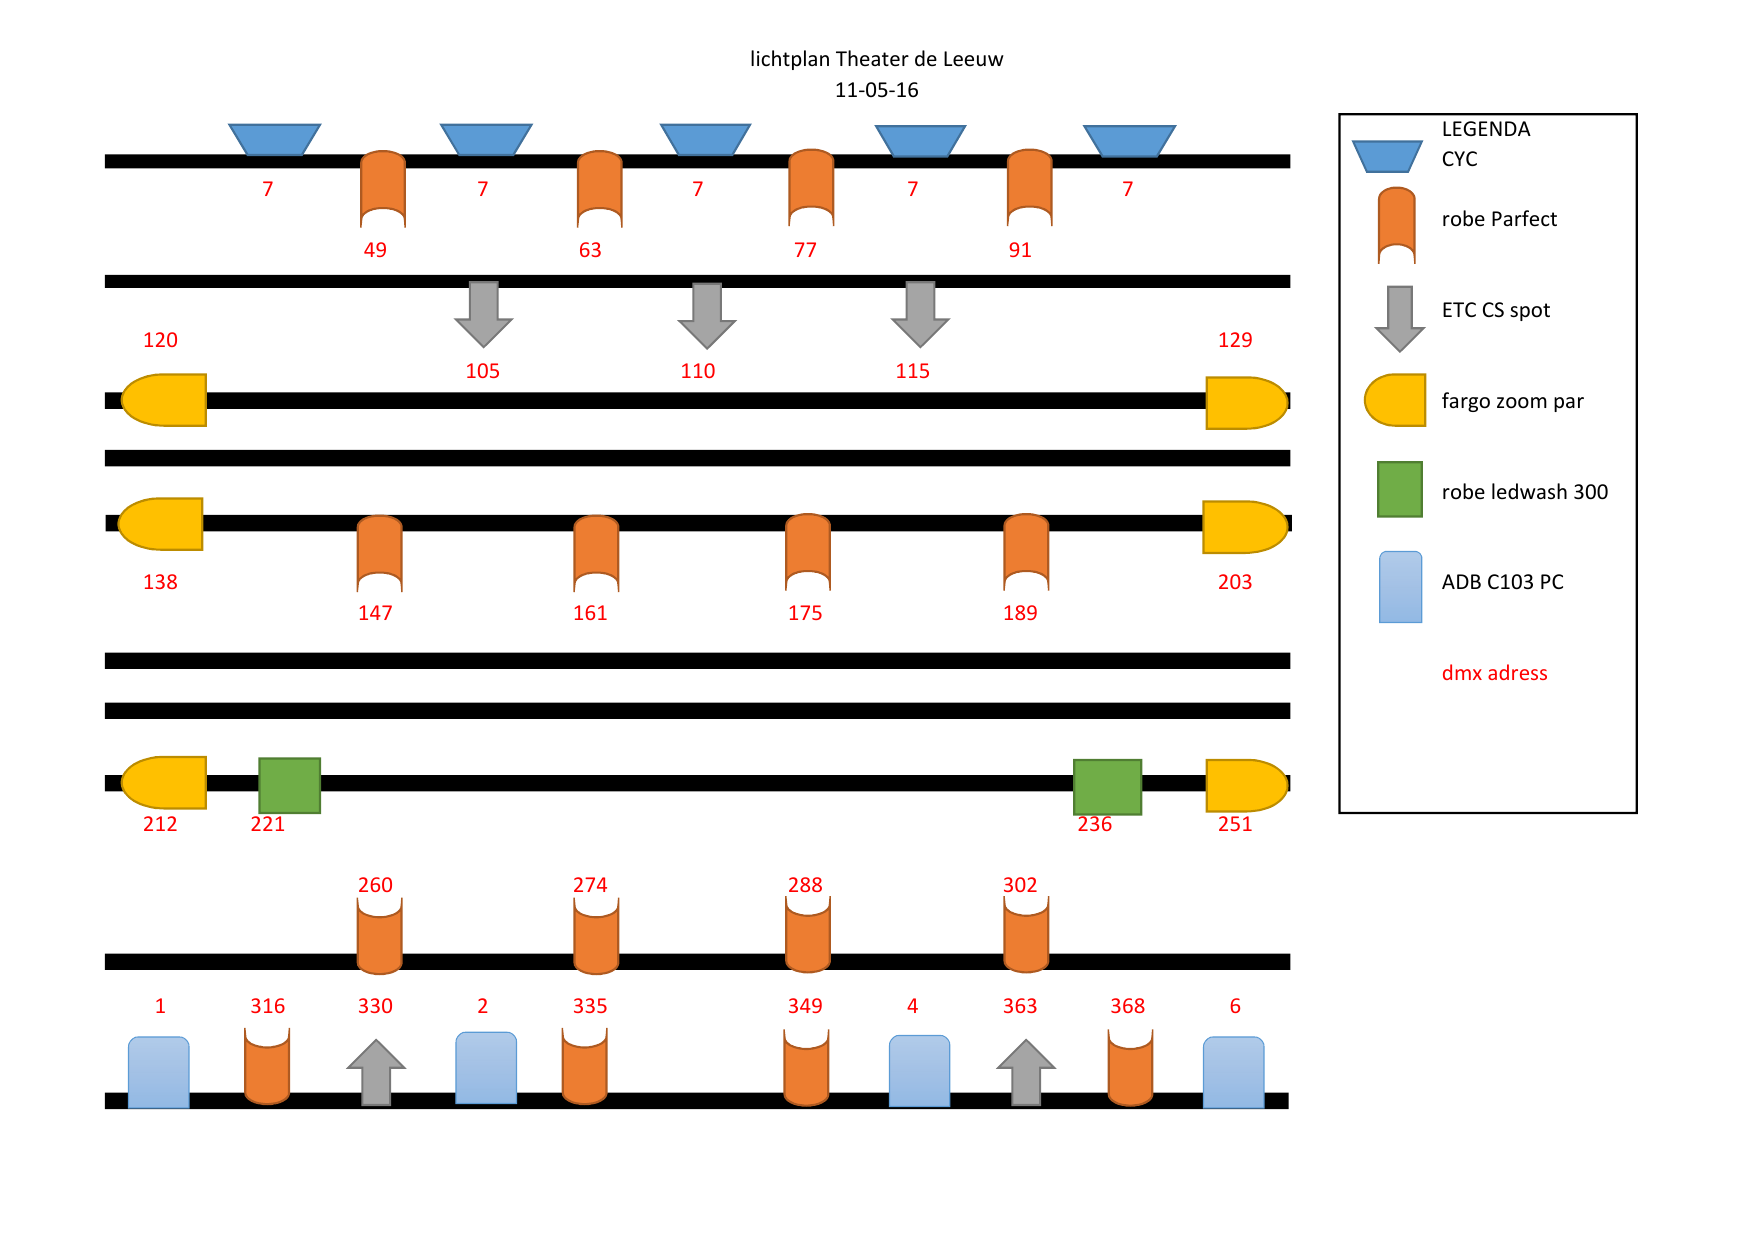 lichtplan Theater de Leeuw
11-05-16
LEGENDA
CYC
robe Parfect
ETC CS spot
fargo zoom par
robe ledwash 300
ADB C103 PC
dmx adress
7 7 7 7 7
49 63 77 91
120 129
105 110 115
138 203
147 161 175 189
212 221 236 251
260 274 288 302
1 316 330 2 335 349 4 363 368 6